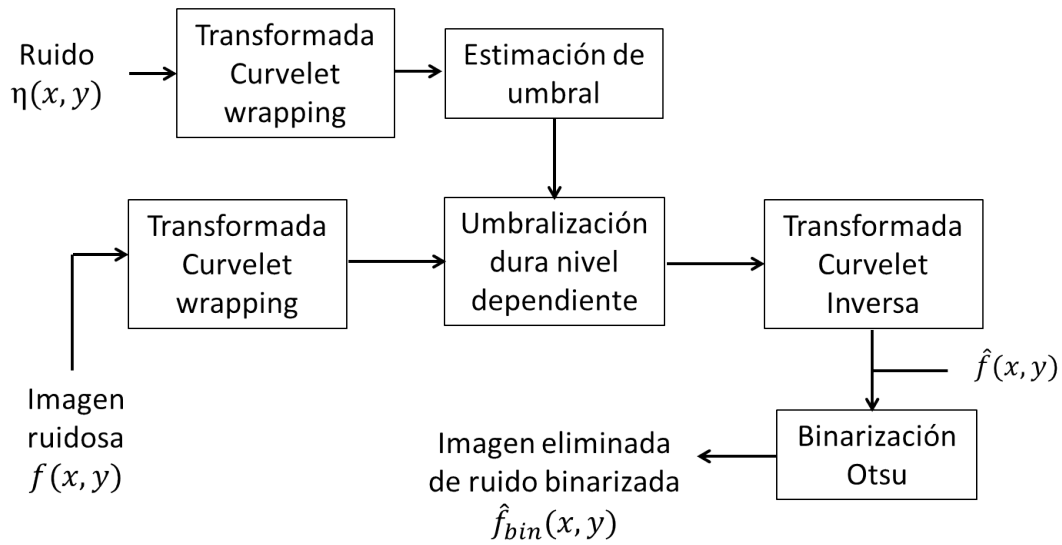 Ruido
η(x, y)
Transformada
Curvelet
wrapping
Estimación de
umbral
Transformada
Curvelet
wrapping
Umbralización
dura nivel
dependiente
Transformada
Curvelet
Inversa
Imagen
ruidosa
f(x, y)
f̂(x, y)
Binarización
Otsu
Imagen eliminada
de ruido binarizada
f̂bin(x, y)